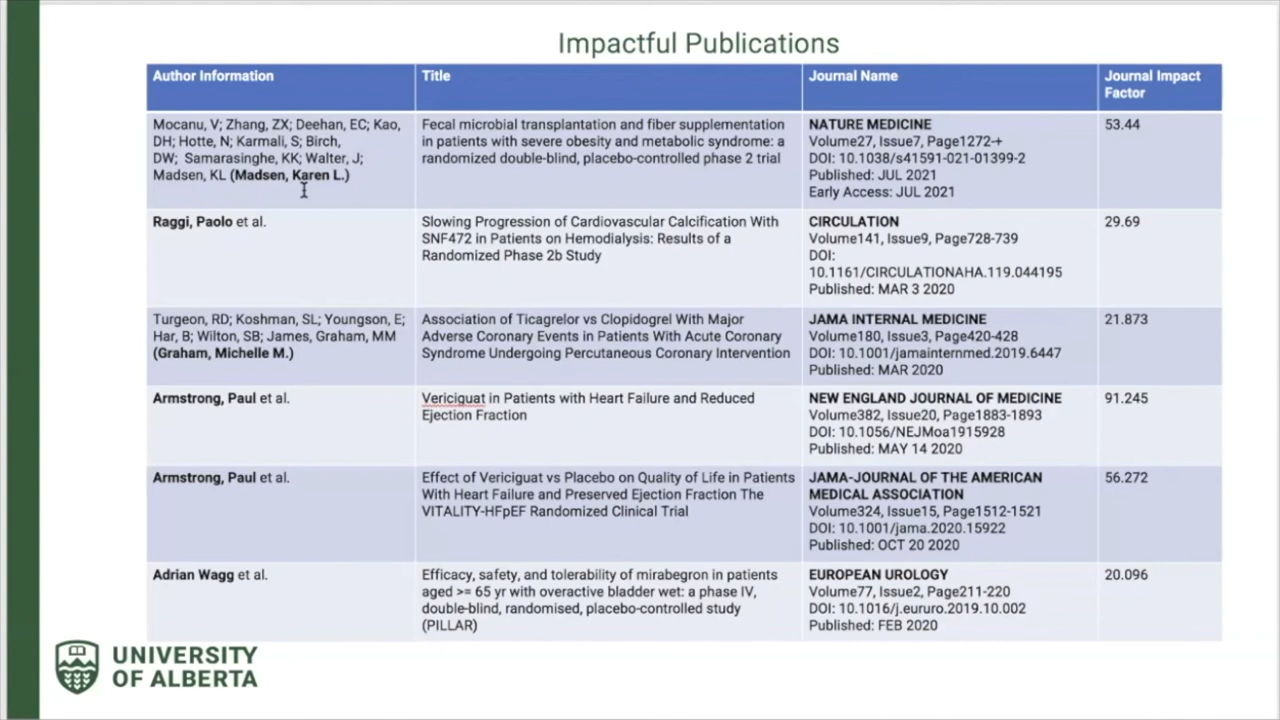 Impactful Publications
Author Information
Title
Journal Name
Journal Impact
Factor
Mocanu, V; Zhang, ZX; Deehan, EC; Kao,
DH; Hotte, N; Karmali, S; Birch,
DW; Samarasinghe, KK; Walter, J;
Madsen, KL (Madsen, Karen L.)
Fecal microbial transplantation and fiber supplementation
in patients with severe obesity and metabolic syndrome: a
randomized double-blind, placebo-controlled phase 2 trial
NATURE MEDICINE
Volume27, Issue7, Page1272-+
DOI: 10.1038/s41591-021-01399-2
Published: JUL 2021
Early Access: JUL 2021
53.44
Raggi, Paolo et al.
Slowing Progression of Cardiovascular Calcification With
SNF472 in Patients on Hemodialysis: Results of a
Randomized Phase 2b Study
CIRCULATION
Volume141, Issue9, Page728-739
DOI:
10.1161/CIRCULATIONAHA.119.044195
Published: MAR 3 2020
29.69
Turgeon, RD; Koshman, SL; Youngson, E;
Har, B; Wilton, SB; James, Graham, MM
(Graham, Michelle M.)
Association of Ticagrelor vs Clopidogrel With Major
Adverse Coronary Events in Patients With Acute Coronary
Syndrome Undergoing Percutaneous Coronary Intervention
JAMA INTERNAL MEDICINE
Volume180, Issue3, Page420-428
DOI: 10.1001/jamainternmed.2019.6447
Published: MAR 2020
21.873
Armstrong, Paul et al.
Vericiguat in Patients with Heart Failure and Reduced
Ejection Fraction
NEW ENGLAND JOURNAL OF MEDICINE
Volume382, Issue20, Page1883-1893
DOI: 10.1056/NEJMoa1915928
Published: MAY 14 2020
91.245
Armstrong, Paul et al.
Effect of Vericiguat vs Placebo on Quality of Life in Patients
With Heart Failure and Preserved Ejection Fraction The
VITALITY-HFpEF Randomized Clinical Trial
JAMA-JOURNAL OF THE AMERICAN
MEDICAL ASSOCIATION
Volume324, Issue15, Page1512-1521
DOI: 10.1001/jama.2020.15922
Published: OCT 20 2020
56.272
Adrian Wagg et al.
Efficacy, safety, and tolerability of mirabegron in patients
aged >= 65 yr with overactive bladder wet: a phase IV,
double-blind, randomised, placebo-controlled study
(PILLAR)
EUROPEAN UROLOGY
Volume77, Issue2, Page211-220
DOI: 10.1016/j.eururo.2019.10.002
Published: FEB 2020
20.096
UNIVERSITY
OF ALBERTA